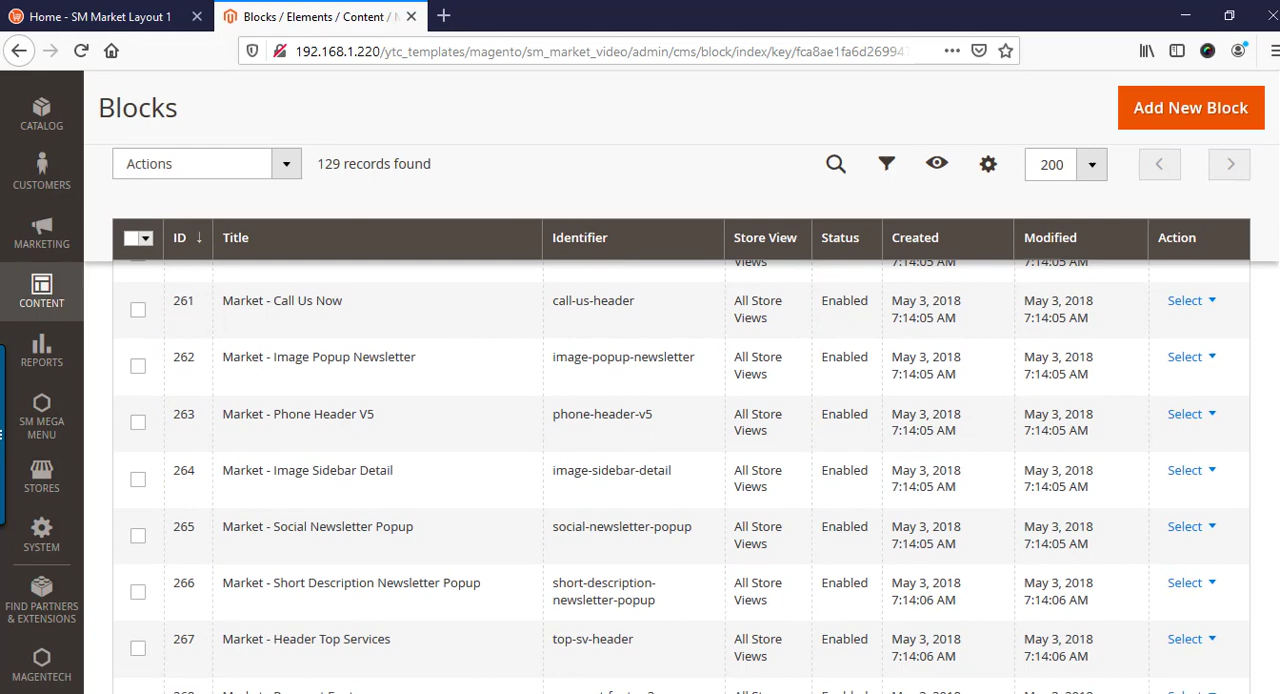 Home - SM Market Layout 1
Blocks / Elements / Content / M
192.168.1.220/ytc_templates/magento/sm_market_video/admin/cms/block/index/key/fca8ae1fa6d269947
CATALOG
CUSTOMERS
MARKETING
CONTENT
REPORTS
SM MEGA
MENU
STORES
SYSTEM
FIND PARTNERS
& EXTENSIONS
MAGENTECH
Blocks
Add New Block
Actions
129 records found
200
ID ↓ Title Identifier Store View Status Created Modified Action
Views 7:14:05 AM 7:14:05 AM
261 Market - Call Us Now call-us-header All Store Enabled May 3, 2018 May 3, 2018 Select
Views 7:14:05 AM 7:14:05 AM
262 Market - Image Popup Newsletter image-popup-newsletter All Store Enabled May 3, 2018 May 3, 2018 Select
Views 7:14:05 AM 7:14:05 AM
263 Market - Phone Header V5 phone-header-v5 All Store Enabled May 3, 2018 May 3, 2018 Select
Views 7:14:05 AM 7:14:05 AM
264 Market - Image Sidebar Detail image-sidebar-detail All Store Enabled May 3, 2018 May 3, 2018 Select
Views 7:14:05 AM 7:14:05 AM
265 Market - Social Newsletter Popup social-newsletter-popup All Store Enabled May 3, 2018 May 3, 2018 Select
Views 7:14:05 AM 7:14:05 AM
266 Market - Short Description Newsletter Popup short-description- All Store Enabled May 3, 2018 May 3, 2018 Select
newsletter-popup Views 7:14:06 AM 7:14:06 AM
267 Market - Header Top Services top-sv-header All Store Enabled May 3, 2018 May 3, 2018 Select
Views 7:14:06 AM 7:14:06 AM